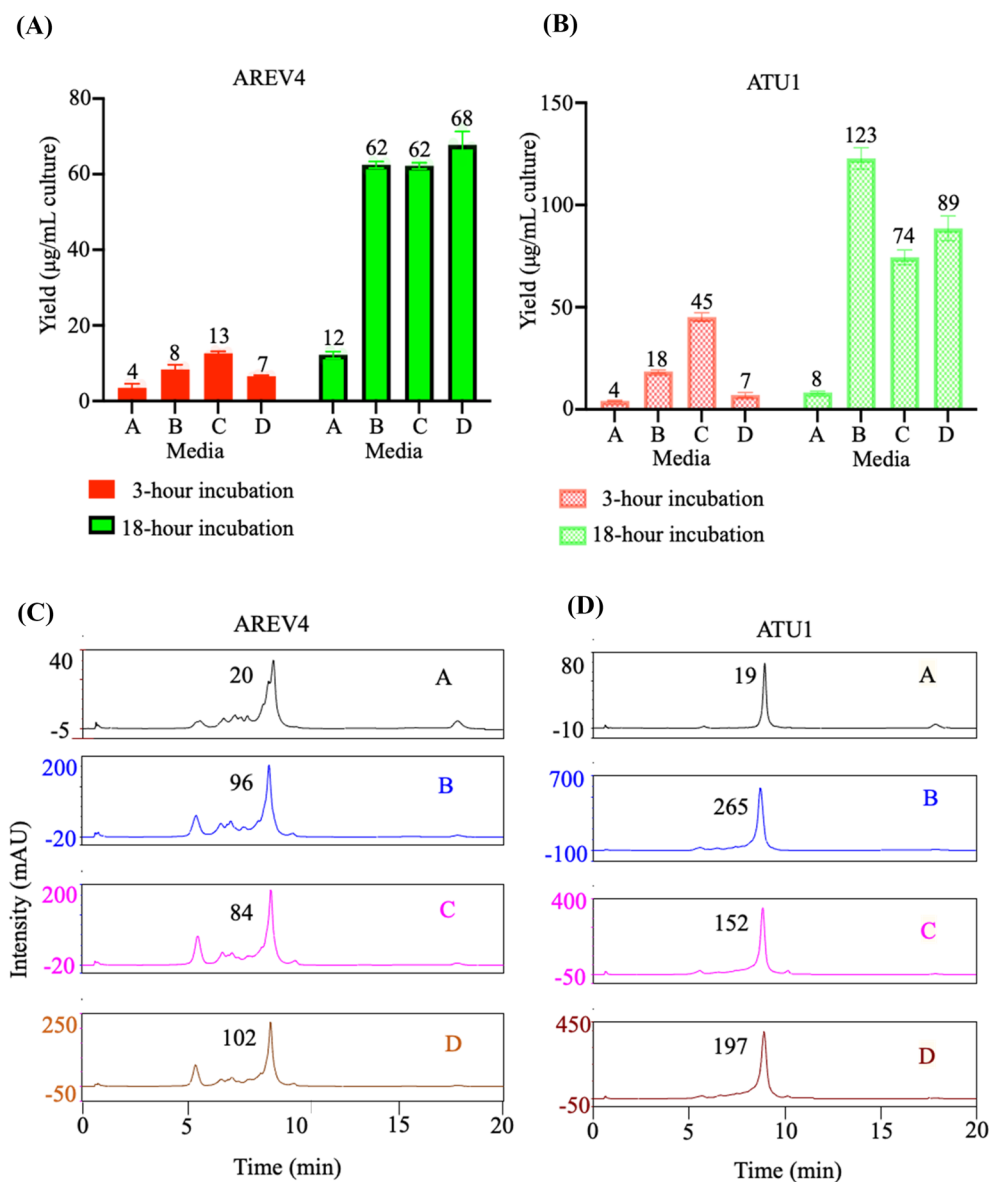 (A)
AREV4
Yield (µg/mL culture)
80
60
40
20
0
4
8
13
7
12
62
62
68
A B C D A B C D
Media Media
3-hour incubation
18-hour incubation
(B)
ATU1
Yield (µg/mL culture)
150
100
50
0
4
18
45
7
8
123
74
89
A B C D A B C D
Media Media
3-hour incubation
18-hour incubation
(C)
AREV4
Intensity (mAU)
40
-5
20
A
200
-20
96
B
200
-20
84
C
250
-50
102
D
0 5 10 15 20
Time (min)
(D)
ATU1
80
-10
19
A
700
-100
265
B
400
-50
152
C
450
-50
197
D
0 5 10 15 20
Time (min)